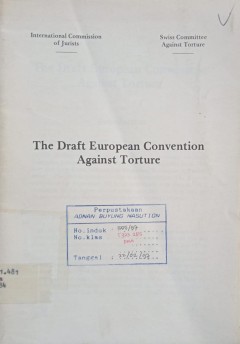 International Commission
of Jurists
Swiss Committee
Against Torture
The Draft European Convention
Against Torture
Perpustakaan
ADNAN BUYUNG NASUTION
No.induk :
No.klas :
Tanggal :